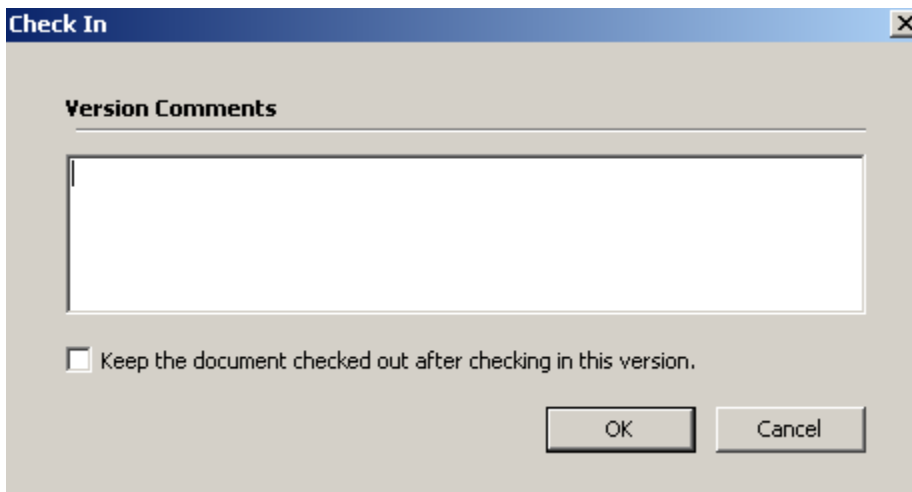 Check In
Version Comments
Keep the document checked out after checking in this version.
OK
Cancel